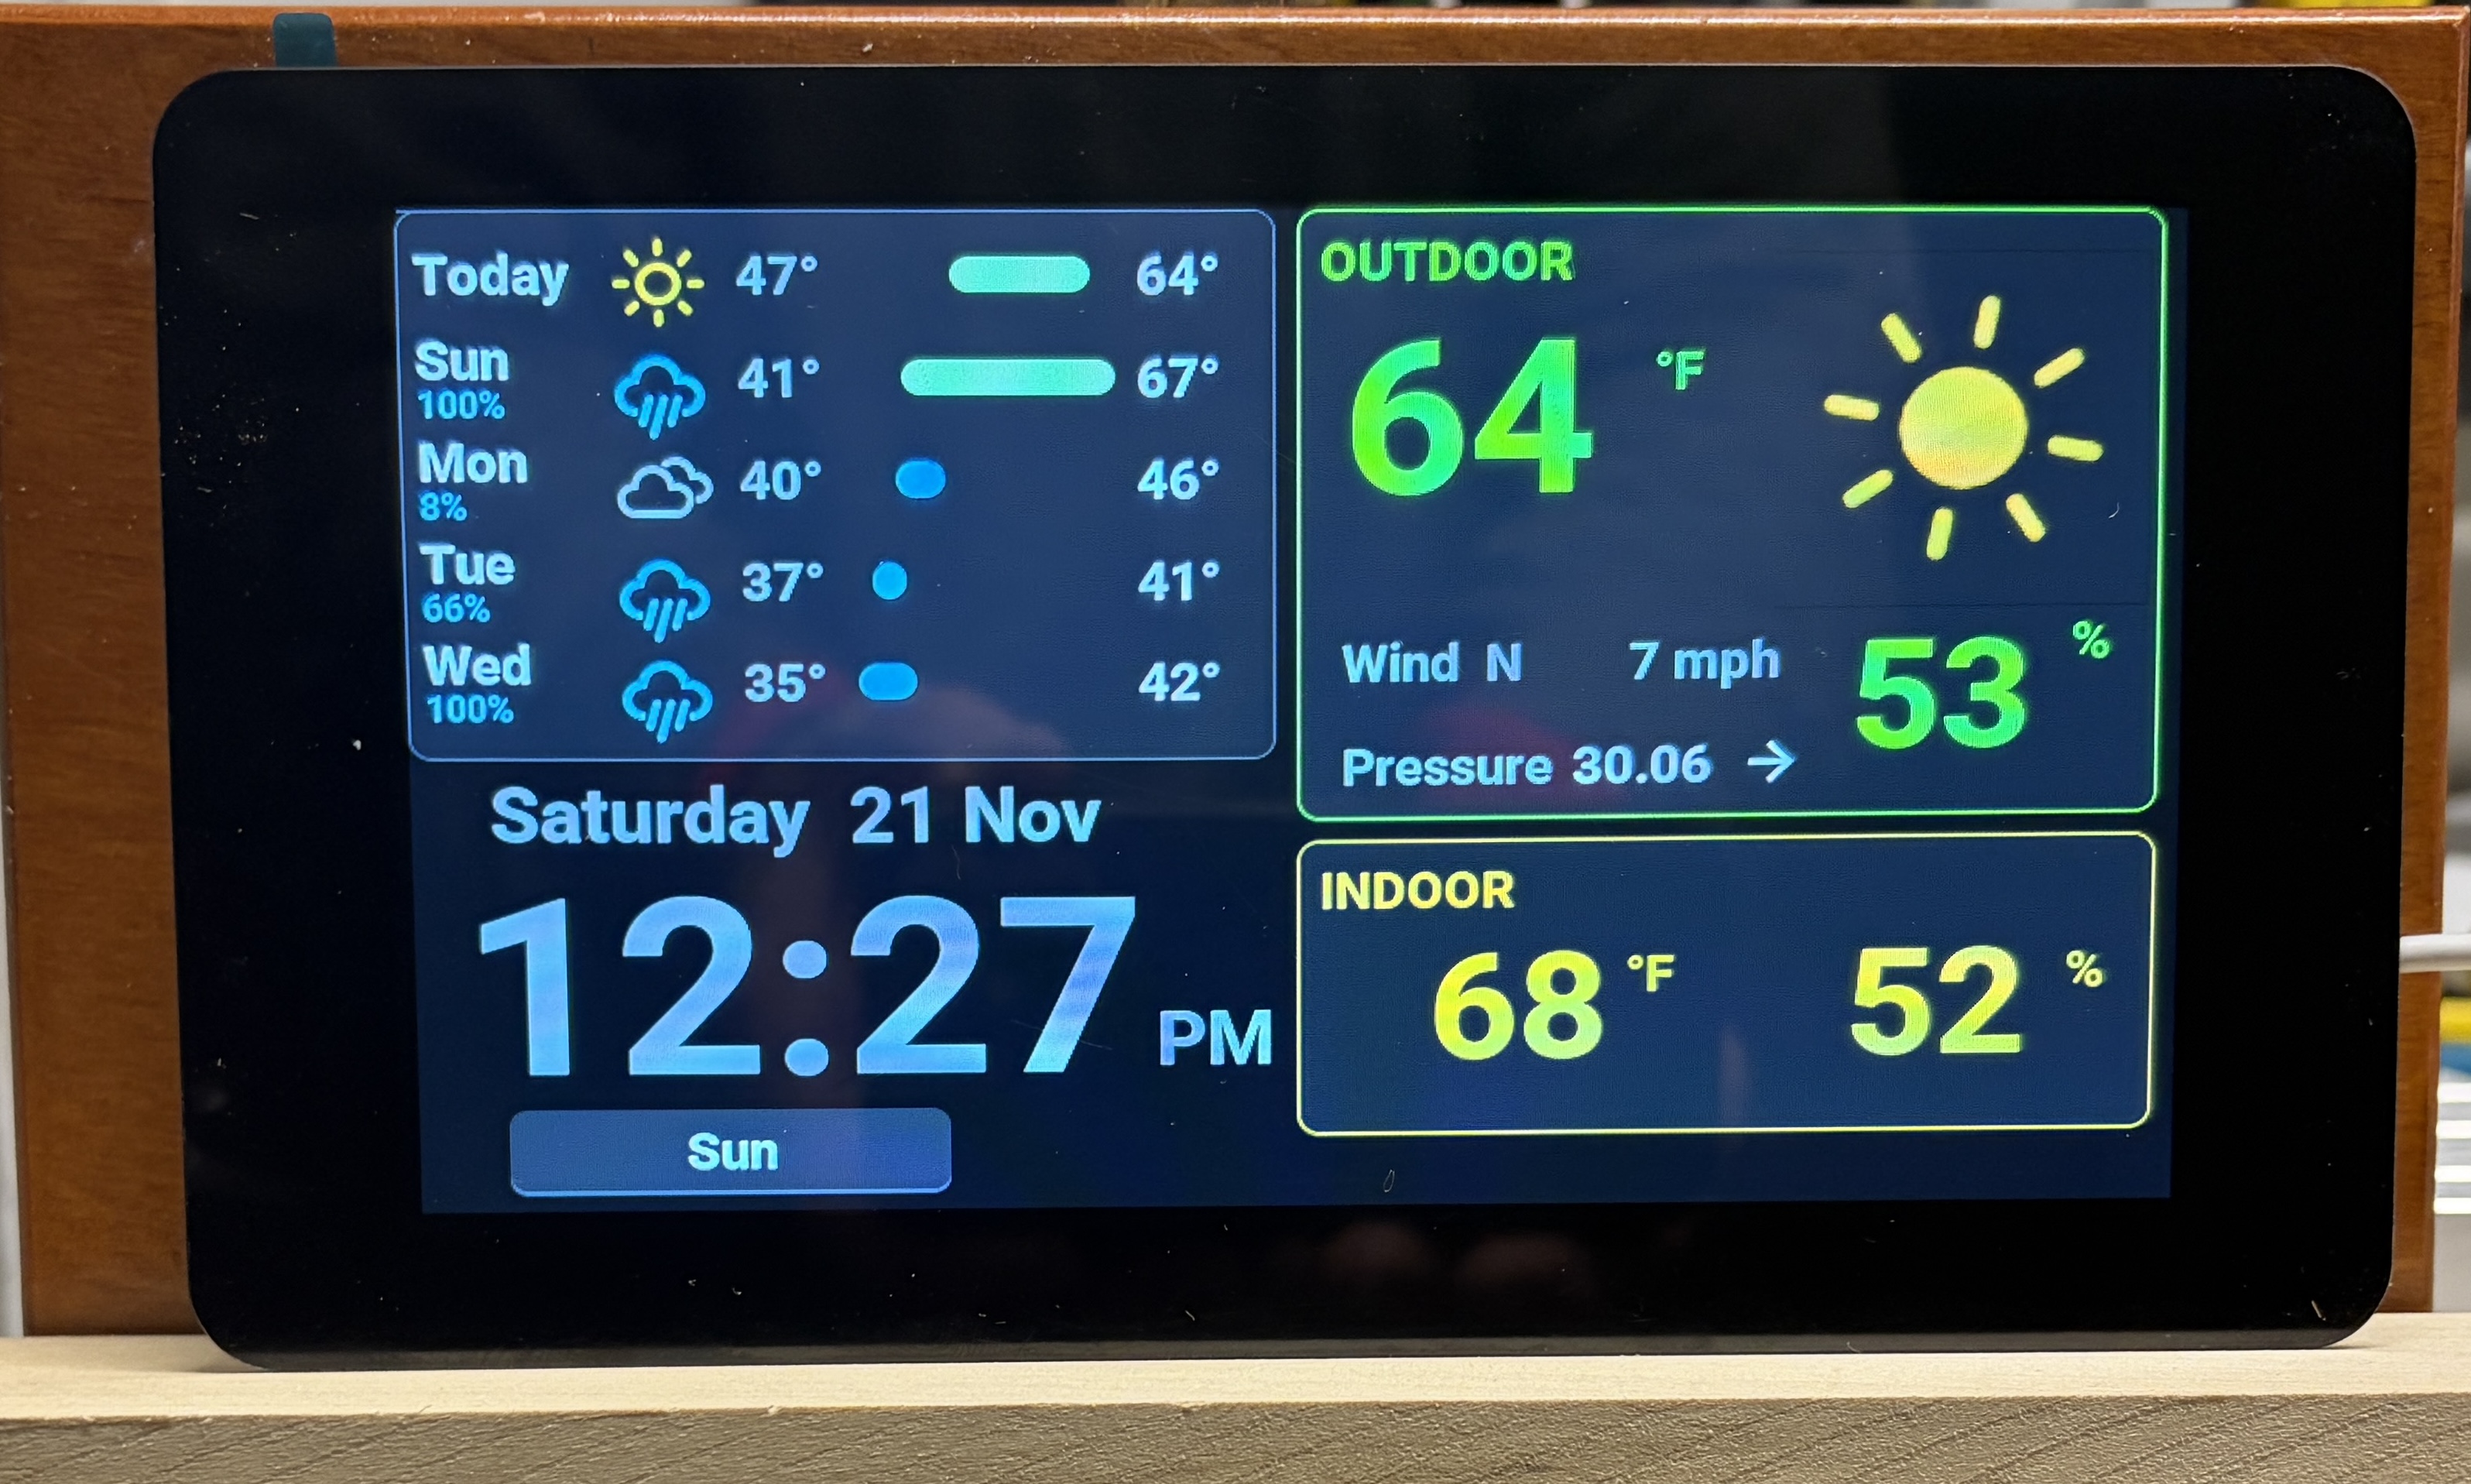 Today 47° 64°
Sun 41° 67°
100%
Mon 40° 46°
8%
Tue 37° 41°
66%
Wed 35° 42°
100%
Saturday 21 Nov
12:27 PM
Sun
OUTDOOR
64 °F
Wind N 7 mph
53 %
Pressure 30.06 →
INDOOR
68 °F 52 %